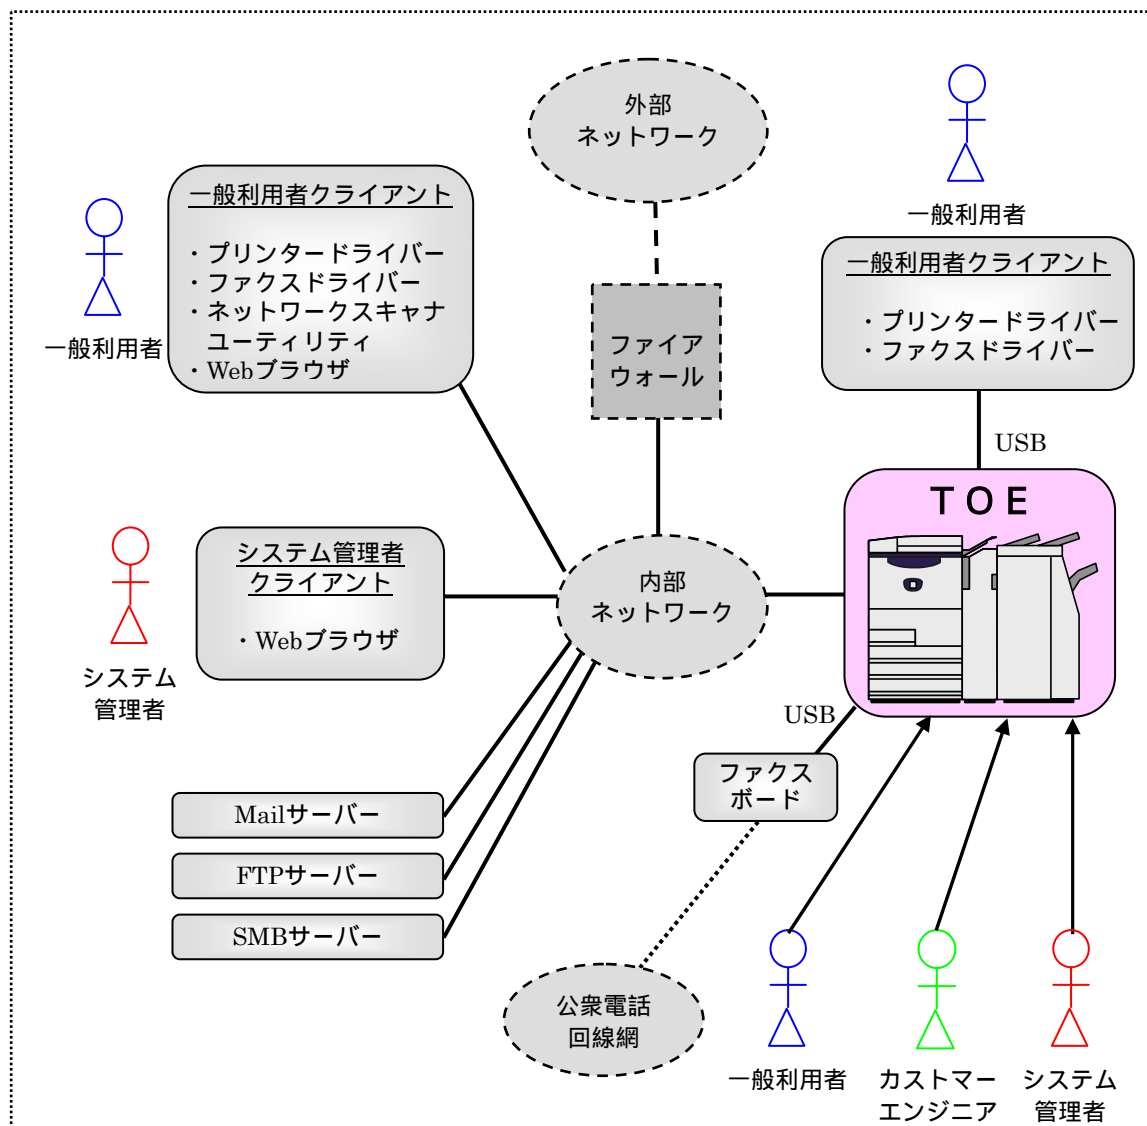 外部
ネットワーク
一般利用者
一般利用者クライアント
・プリンタードライバー
・ファクスドライバー
・ネットワークスキャナ
ユーティリティ
・Webブラウザ
一般利用者
ファイア
ウォール
一般利用者クライアント
・プリンタードライバー
・ファクスドライバー
USB
TOE
システム管理者
クライアント
・Webブラウザ
システム
管理者
内部
ネットワーク
USB
ファクス
ボード
Mailサーバー
FTPサーバー
SMBサーバー
公衆電話
回線網
一般利用者
カストマー
エンジニア
システム
管理者